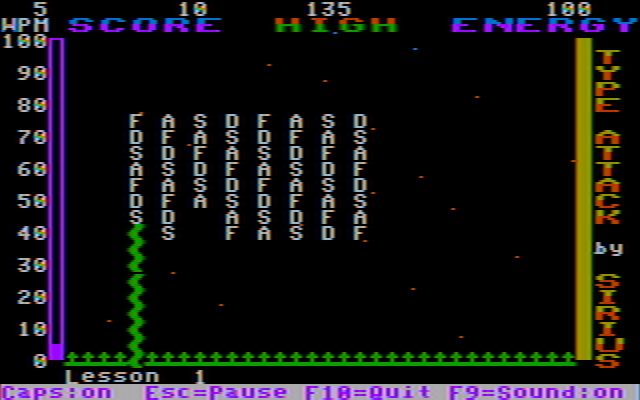 5 10 135 100
WPM SCORE HIGH ENERGY
100
90
80
F A S D F A S D
70 D F A S D F A S
S D F A S D F A
60 A S D F A S D F
F A S D F A S D
50 D F A S D F A S
S D A S D F A
40 S F A S D F
30
20
10
0
TYPE ATTACK by SIRIUS
Lesson 1
Caps:on Esc=Pause F10=Quit F9=Sound:on